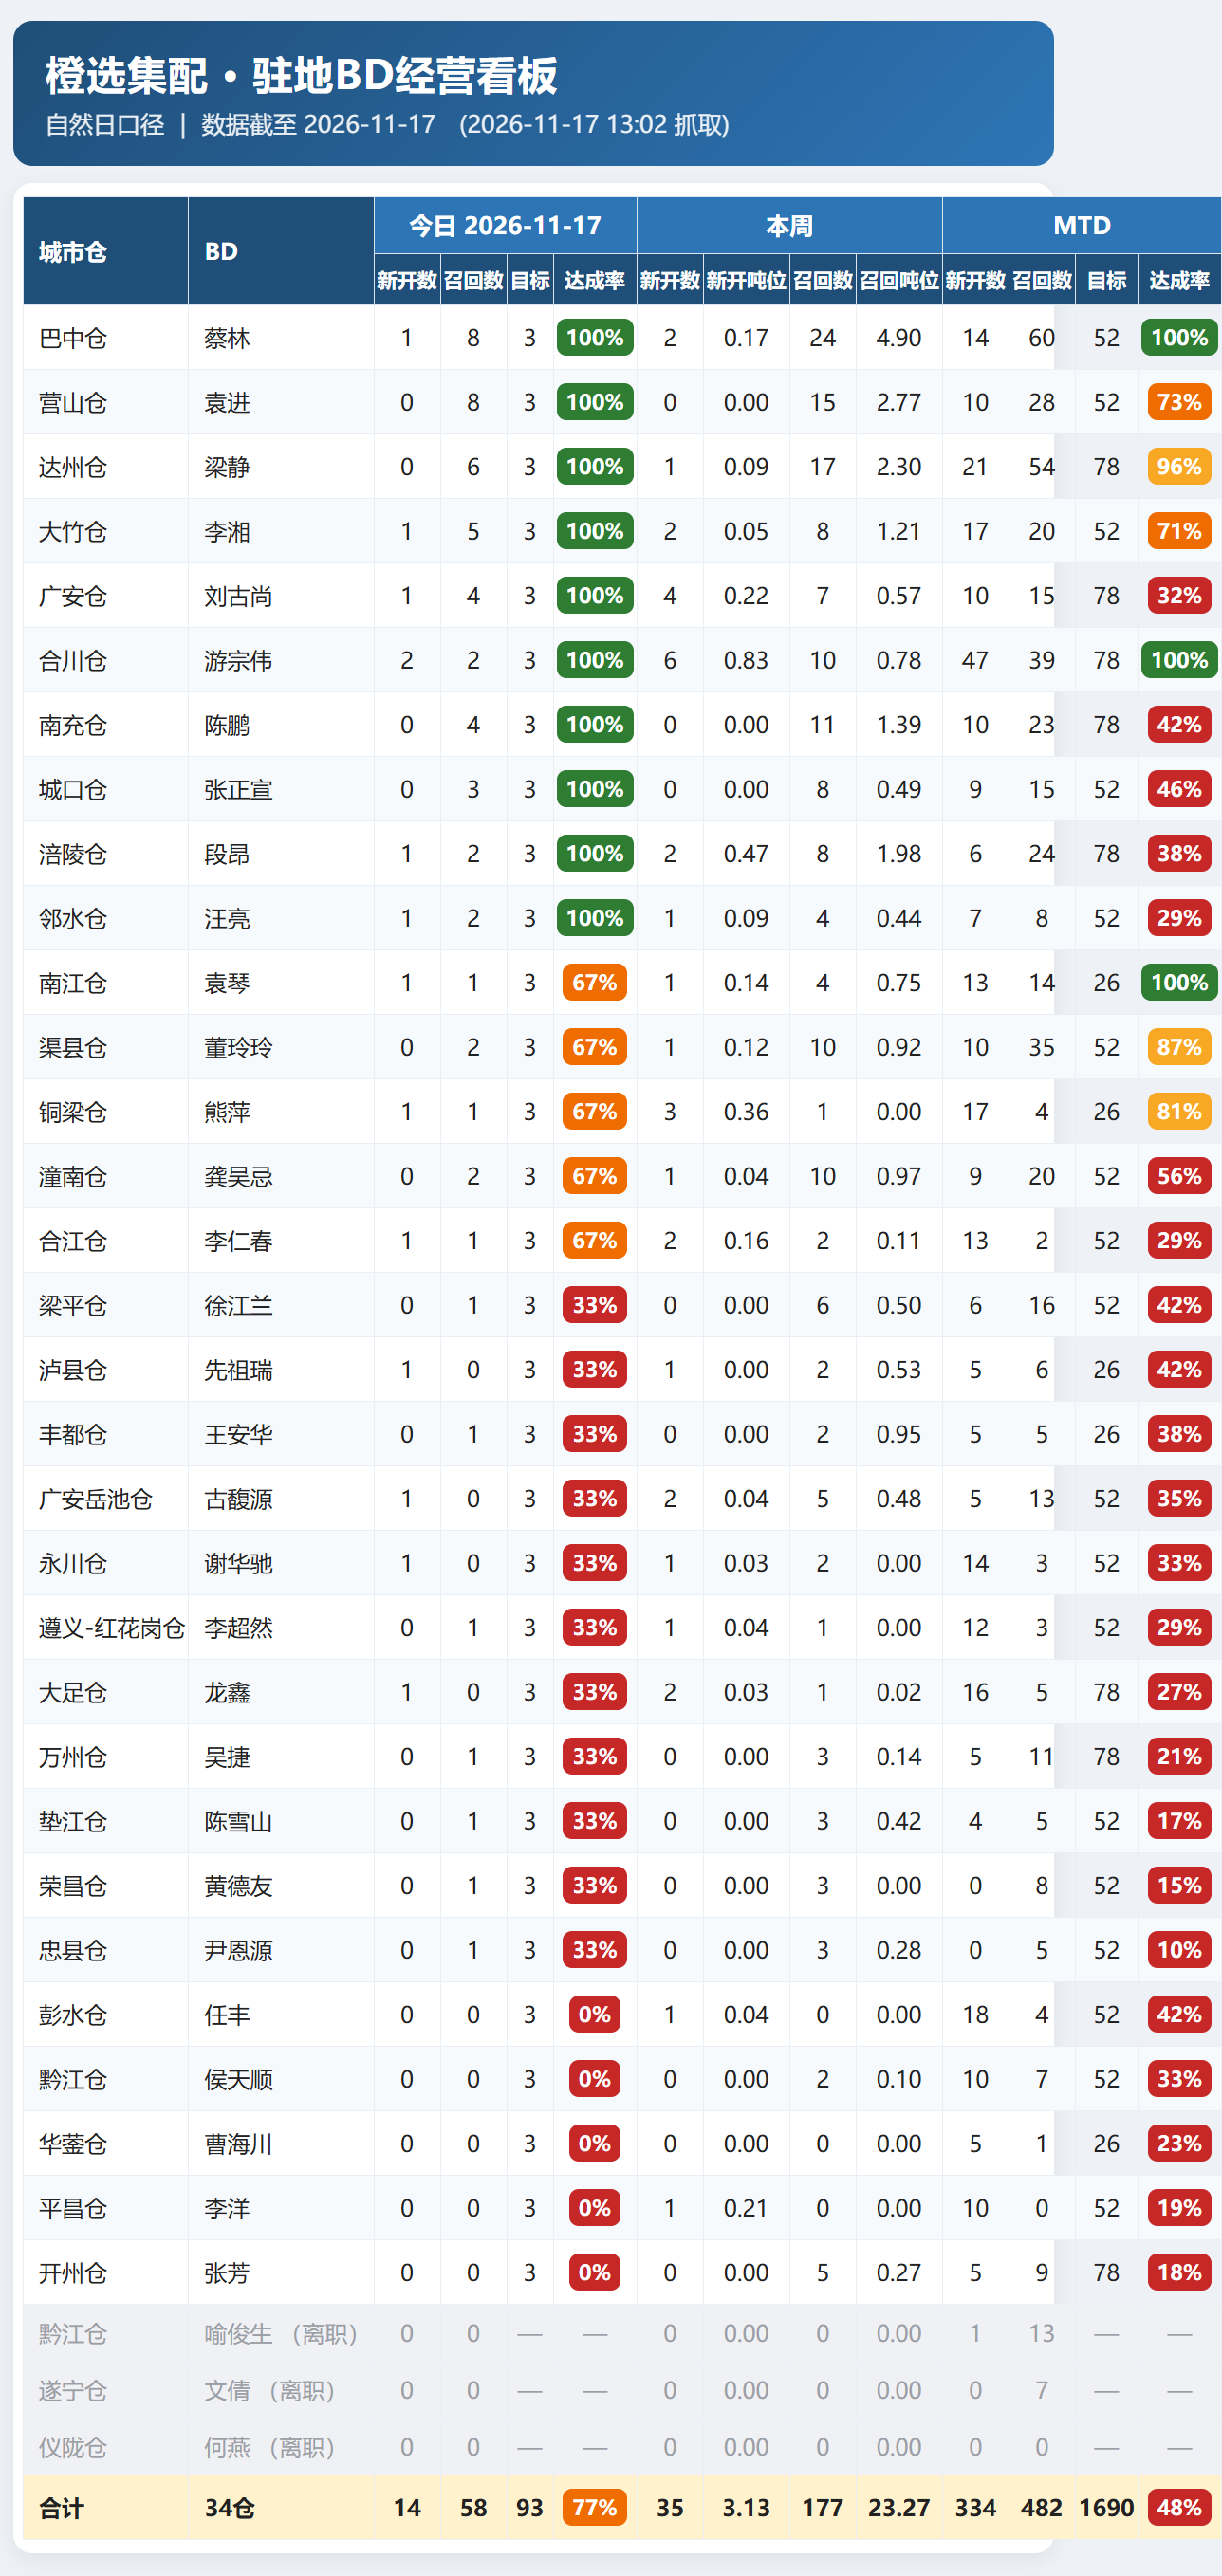 橙选集配 • 驻地BD经营看板
自然日口径 | 数据截至 2026-11-17 (2026-11-17 13:02 抓取)
城市仓 BD 今日 2026-11-17 本周 MTD
新开数 召回数 目标 达成率 新开数 新开吨位 召回数 召回吨位 新开数 召回数 目标 达成率
巴中仓 蔡林 1 8 3 100% 2 0.17 24 4.90 14 60 52 100%
营山仓 袁进 0 8 3 100% 0 0.00 15 2.77 10 28 52 73%
达州仓 梁静 0 6 3 100% 1 0.09 17 2.30 21 54 78 96%
大竹仓 李湘 1 5 3 100% 2 0.05 8 1.21 17 20 52 71%
广安仓 刘古尚 1 4 3 100% 4 0.22 7 0.57 10 15 78 32%
合川仓 游宗伟 2 2 3 100% 6 0.83 10 0.78 47 39 78 100%
南充仓 陈鹏 0 4 3 100% 0 0.00 11 1.39 10 23 78 42%
城口仓 张正宣 0 3 3 100% 0 0.00 8 0.49 9 15 52 46%
涪陵仓 段昂 1 2 3 100% 2 0.47 8 1.98 6 24 78 38%
邻水仓 汪亮 1 2 3 100% 1 0.09 4 0.44 7 8 52 29%
南江仓 袁琴 1 1 3 67% 1 0.14 4 0.75 13 14 26 100%
渠县仓 董玲玲 0 2 3 67% 1 0.12 10 0.92 10 35 52 87%
铜梁仓 熊萍 1 1 3 67% 3 0.36 1 0.00 17 4 26 81%
潼南仓 龚吴忌 0 2 3 67% 1 0.04 10 0.97 9 20 52 56%
合江仓 李仁春 1 1 3 67% 2 0.16 2 0.11 13 2 52 29%
梁平仓 徐江兰 0 1 3 33% 0 0.00 6 0.50 6 16 52 42%
泸县仓 先祖瑞 1 0 3 33% 1 0.00 2 0.53 5 6 26 42%
丰都仓 王安华 0 1 3 33% 0 0.00 2 0.95 5 5 26 38%
广安岳池仓 古馥源 1 0 3 33% 2 0.04 5 0.48 5 13 52 35%
永川仓 谢华驰 1 0 3 33% 1 0.03 2 0.00 14 3 52 33%
遵义-红花岗仓 李超然 0 1 3 33% 1 0.04 1 0.00 12 3 52 29%
大足仓 龙鑫 1 0 3 33% 2 0.03 1 0.02 16 5 78 27%
万州仓 吴捷 0 1 3 33% 0 0.00 3 0.14 5 11 78 21%
垫江仓 陈雪山 0 1 3 33% 0 0.00 3 0.42 4 5 52 17%
荣昌仓 黄德友 0 1 3 33% 0 0.00 3 0.00 0 8 52 15%
忠县仓 尹恩源 0 1 3 33% 0 0.00 3 0.28 0 5 52 10%
彭水仓 任丰 0 0 3 0% 1 0.04 0 0.00 18 4 52 42%
黔江仓 侯天顺 0 0 3 0% 0 0.00 2 0.10 10 7 52 33%
华蓥仓 曹海川 0 0 3 0% 0 0.00 0 0.00 5 1 26 23%
平昌仓 李洋 0 0 3 0% 1 0.21 0 0.00 10 0 52 19%
开州仓 张芳 0 0 3 0% 0 0.00 5 0.27 5 9 78 18%
黔江仓 喻俊生 （离职） 0 0 — — 0 0.00 0 0.00 1 13 — —
遂宁仓 文倩 （离职） 0 0 — — 0 0.00 0 0.00 0 7 — —
仪陇仓 何燕 （离职） 0 0 — — 0 0.00 0 0.00 0 0 — —
合计 34仓 14 58 93 77% 35 3.13 177 23.27 334 482 1690 48%